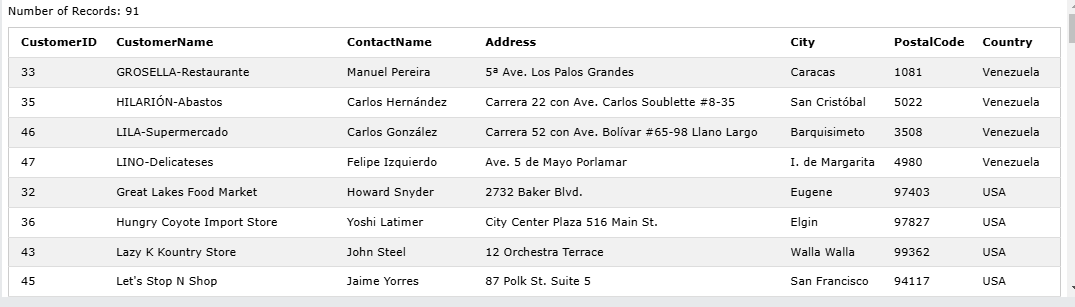 Number of Records: 91
CustomerID CustomerName ContactName Address City PostalCode Country
33 GROSELLA-Restaurante Manuel Pereira 5ª Ave. Los Palos Grandes Caracas 1081 Venezuela
35 HILARIÓN-Abastos Carlos Hernández Carrera 22 con Ave. Carlos Soublette #8-35 San Cristóbal 5022 Venezuela
46 LILA-Supermercado Carlos González Carrera 52 con Ave. Bolívar #65-98 Llano Largo Barquisimeto 3508 Venezuela
47 LINO-Delicateses Felipe Izquierdo Ave. 5 de Mayo Porlamar I. de Margarita 4980 Venezuela
32 Great Lakes Food Market Howard Snyder 2732 Baker Blvd. Eugene 97403 USA
36 Hungry Coyote Import Store Yoshi Latimer City Center Plaza 516 Main St. Elgin 97827 USA
43 Lazy K Kountry Store John Steel 12 Orchestra Terrace Walla Walla 99362 USA
45 Let's Stop N Shop Jaime Yorres 87 Polk St. Suite 5 San Francisco 94117 USA